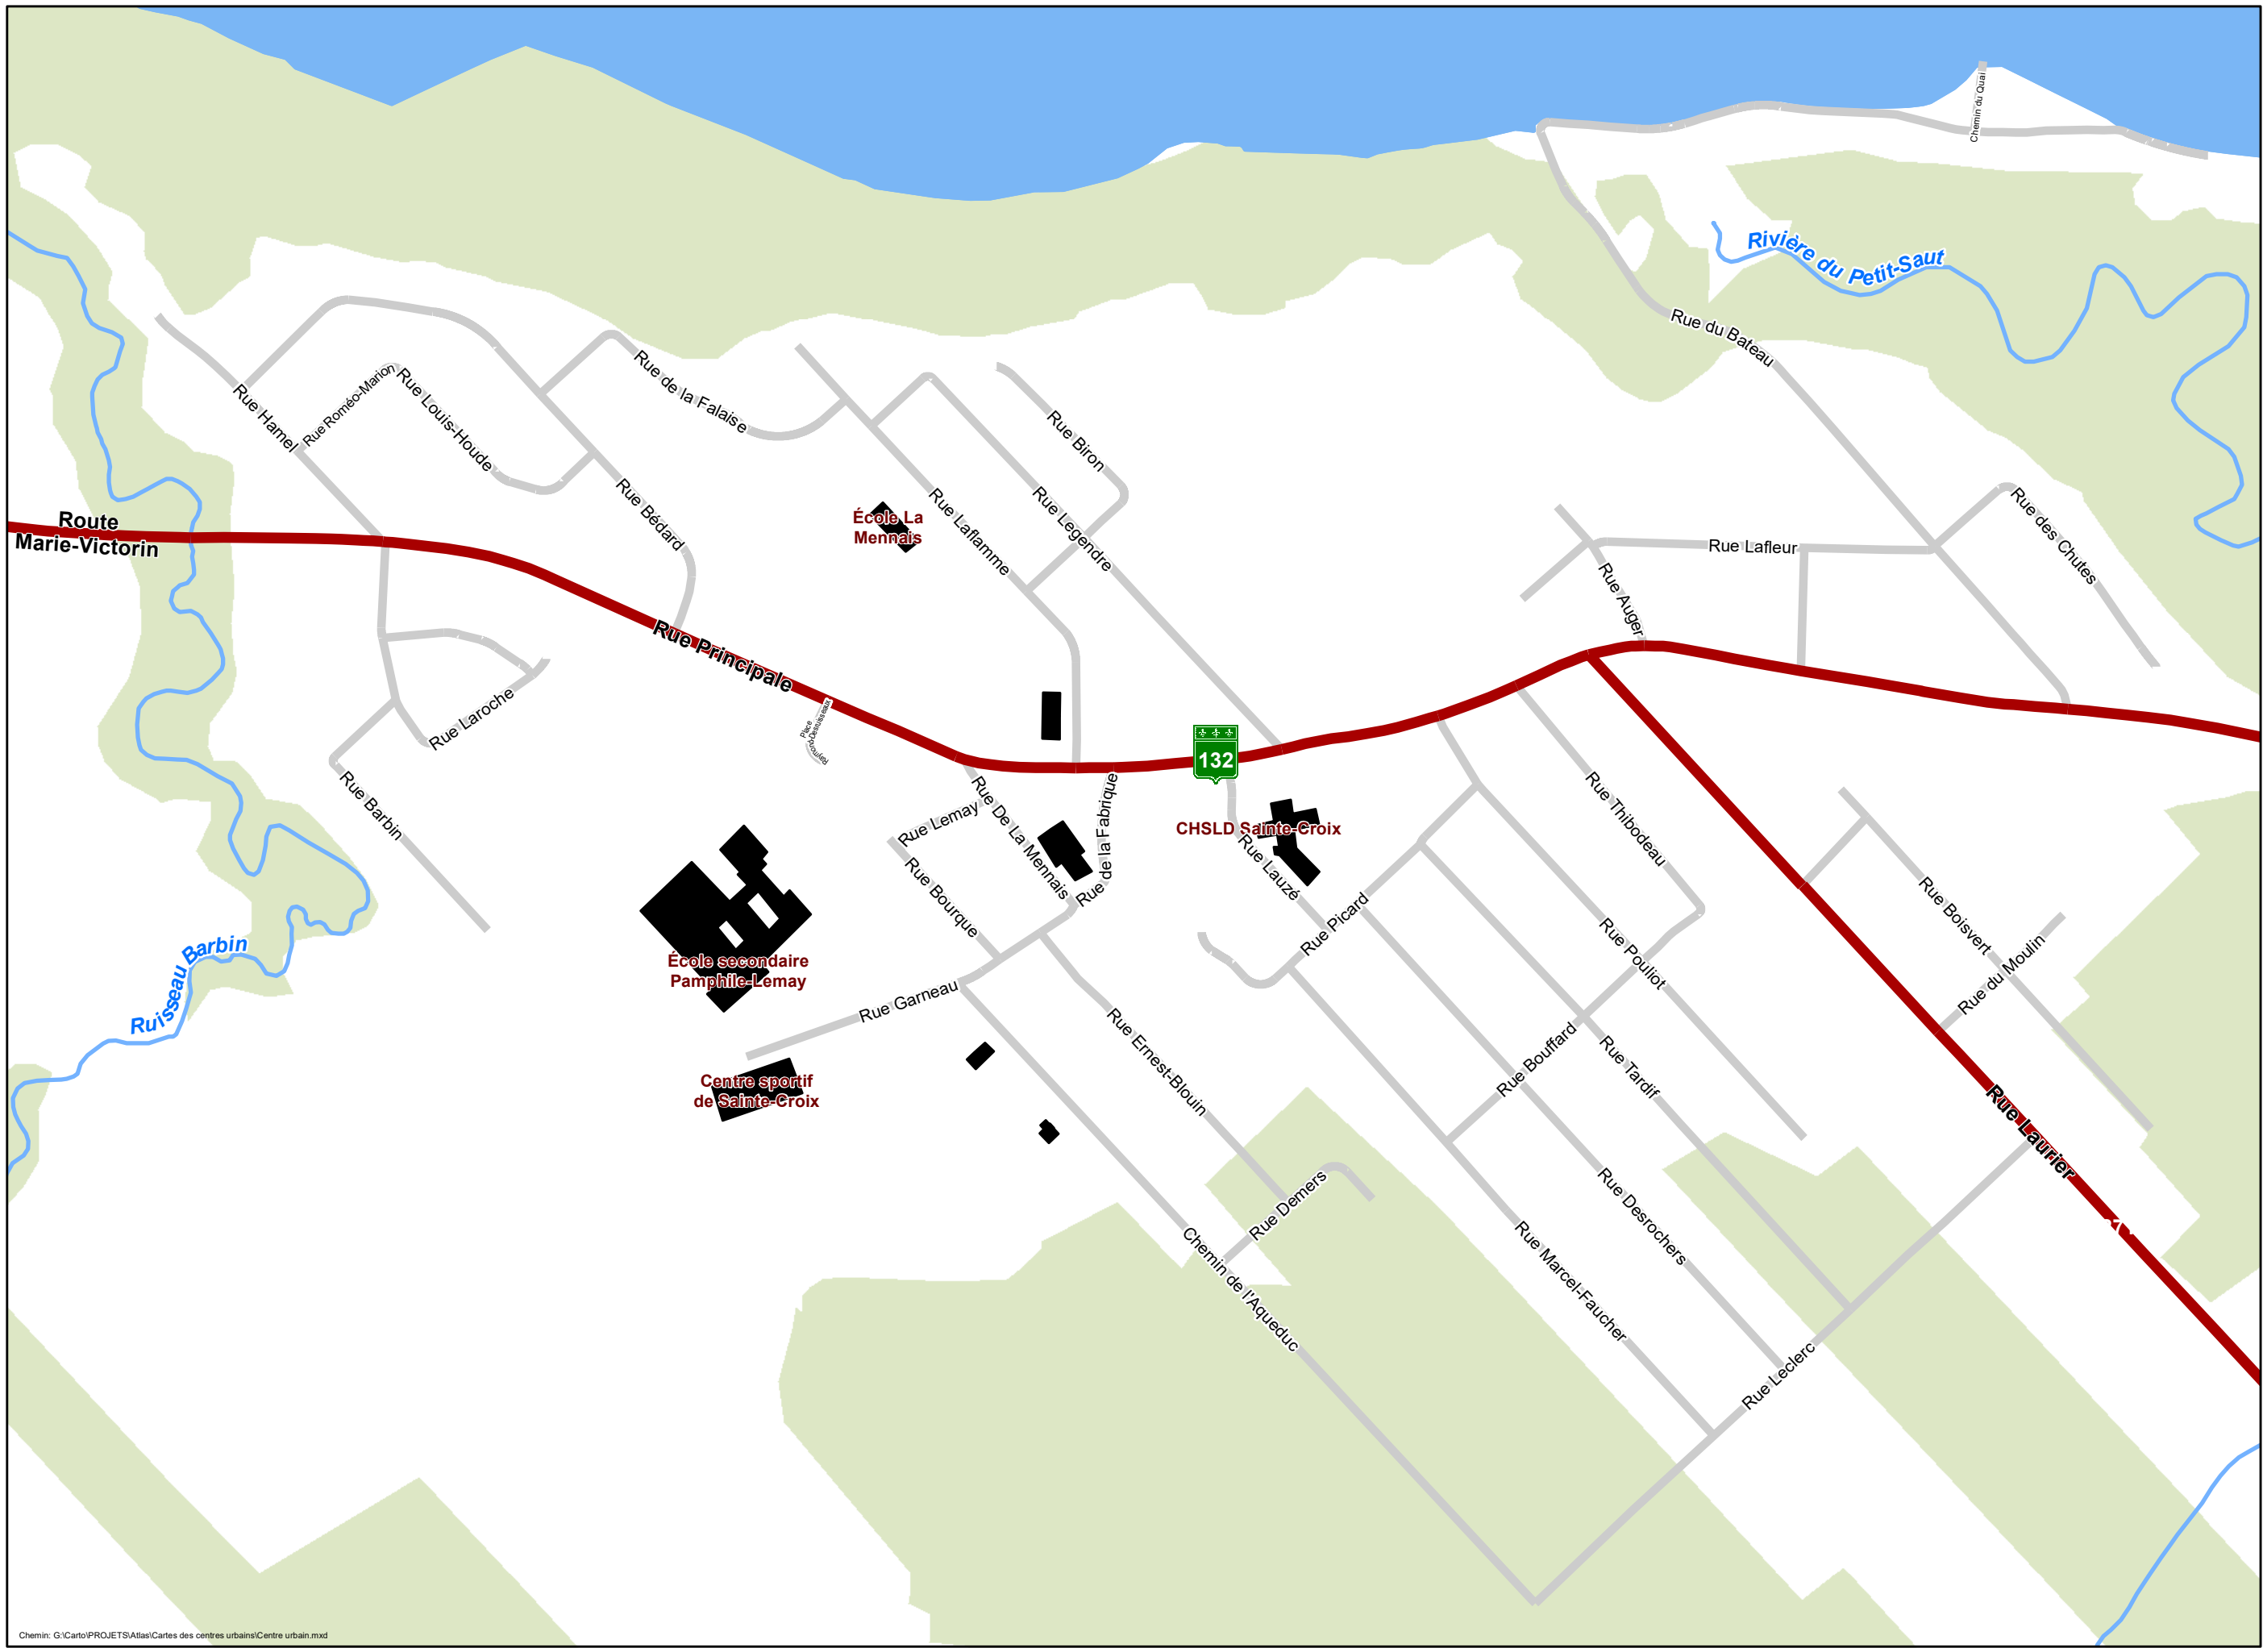 Chemin du Quai
Rivière du Petit-Saut
Rue du Bateau
Rue Hamel
Rue Roméo-Marion
Rue Louis-Houde
Rue de la Falaise
Rue Biron
Rue Bédard
Rue Laflamme
Rue Legendre
École La
Mennais
Rue des Chutes
Route
Marie-Victorin
Rue Lafleur
Rue Auger
Rue Principale
Rue Laroche
Place
Raymond-Desruisseaux
132
Rue Barbin
Rue Lemay
Rue De La Mennais
Rue de la Fabrique
CHSLD Sainte-Croix
Rue Lauzé
Rue Thibodeau
Rue Bourque
Rue Picard
Rue Pouliot
Rue Boisvert
Rue du Moulin
Ruisseau Barbin
École secondaire
Pamphile-Lemay
Rue Garneau
Rue Ernest-Blouin
Rue Bouffard
Rue Tardif
Centre sportif
de Sainte-Croix
Rue Laurier
Rue Demers
Rue Desrochers
Chemin de l'Aqueduc
Rue Marcel-Faucher
Rue Leclerc
Chemin: G:\Carto\PROJETS\Atlas\Cartes des centres urbains\Centre urbain.mxd